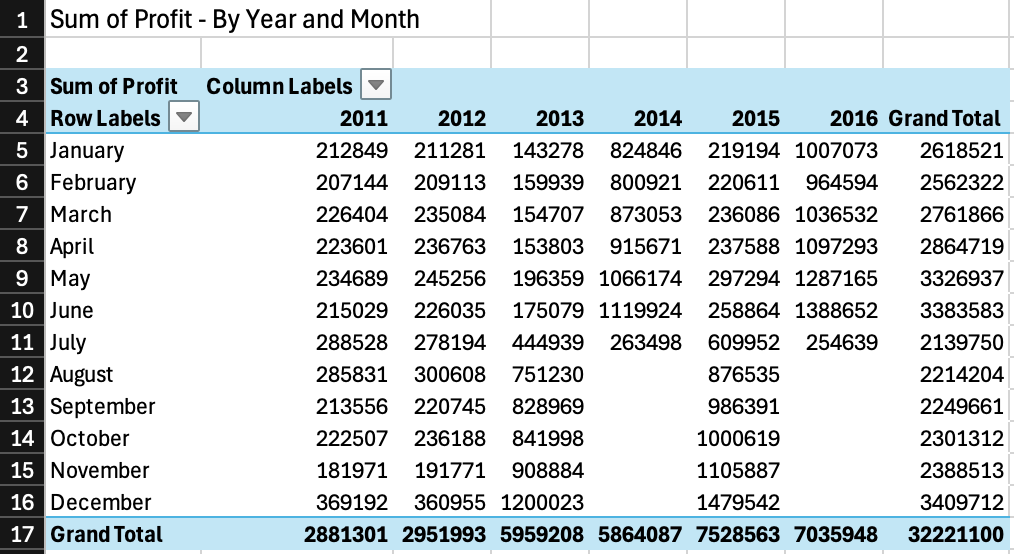 1 Sum of Profit - By Year and Month
2
3 Sum of Profit Column Labels
4 Row Labels 2011 2012 2013 2014 2015 2016 Grand Total
5 January 212849 211281 143278 824846 219194 1007073 2618521
6 February 207144 209113 159939 800921 220611 964594 2562322
7 March 226404 235084 154707 873053 236086 1036532 2761866
8 April 223601 236763 153803 915671 237588 1097293 2864719
9 May 234689 245256 196359 1066174 297294 1287165 3326937
10 June 215029 226035 175079 1119924 258864 1388652 3383583
11 July 288528 278194 444939 263498 609952 254639 2139750
12 August 285831 300608 751230 876535 2214204
13 September 213556 220745 828969 986391 2249661
14 October 222507 236188 841998 1000619 2301312
15 November 181971 191771 908884 1105887 2388513
16 December 369192 360955 1200023 1479542 3409712
17 Grand Total 2881301 2951993 5959208 5864087 7528563 7035948 32221100